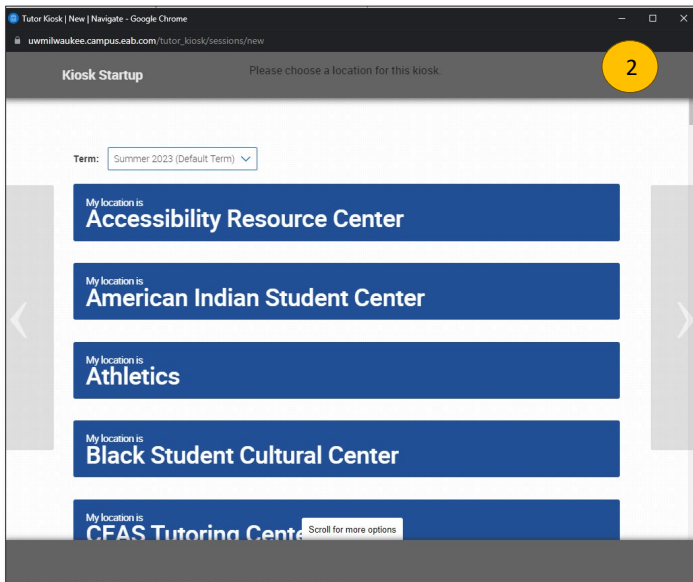 Tutor Kiosk | New | Navigate - Google Chrome
uwmilwaukee.campus.eab.com/tutor_kiosk/sessions/new
Kiosk Startup
Please choose a location for this kiosk.
2
Term: Summer 2023 (Default Term)
My location is
Accessibility Resource Center
My location is
American Indian Student Center
My location is
Athletics
My location is
Black Student Cultural Center
My location is
CEAS Tutoring Cente
Scroll for more options